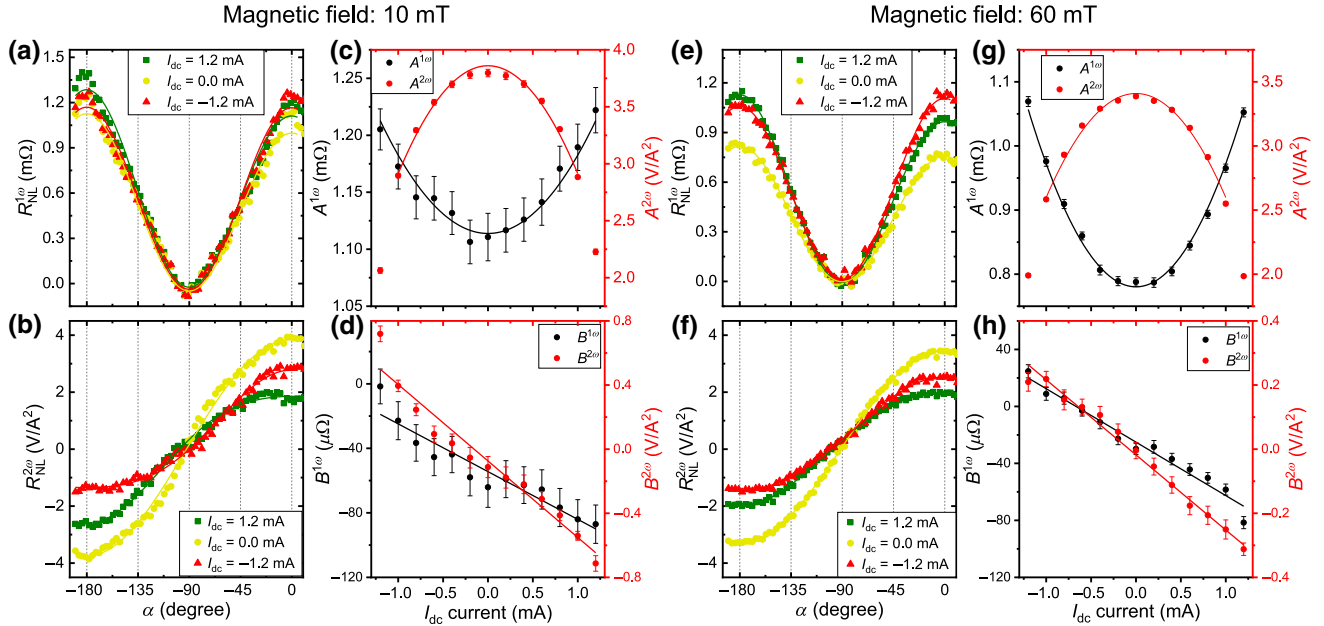 Magnetic field: 10 mT
Magnetic field: 60 mT
(a)
R_NL^1ω (mΩ)
1.5
1.2
0.9
0.6
0.3
0.0
I_dc = 1.2 mA
I_dc = 0.0 mA
I_dc = −1.2 mA
(b)
R_NL^2ω (V/A²)
4
2
0
−2
−4
I_dc = 1.2 mA
I_dc = 0.0 mA
I_dc = −1.2 mA
−180 −135 −90 −45 0
α (degree)
(c)
A^1ω (mΩ)
1.25
1.20
1.15
1.10
1.05
A^1ω
A^2ω
4.0
3.5
3.0
2.5
2.0
A^2ω (V/A²)
(d)
B^1ω (μΩ)
0
−40
−80
−120
B^1ω
B^2ω
0.8
0.4
0.0
−0.4
−0.8
B^2ω (V/A²)
−1.0 −0.5 0.0 0.5 1.0
I_dc current (mA)
(e)
R_NL^1ω (mΩ)
1.2
0.9
0.6
0.3
0.0
I_dc = 1.2 mA
I_dc = 0.0 mA
I_dc = −1.2 mA
(f)
R_NL^2ω (V/A²)
4
2
0
−2
−4
I_dc = 1.2 mA
I_dc = 0.0 mA
I_dc = −1.2 mA
−180 −135 −90 −45 0
α (degree)
(g)
A^1ω (mΩ)
1.1
1.0
0.9
0.8
A^1ω
A^2ω
3.5
3.0
2.5
2.0
A^2ω (V/A²)
(h)
B^1ω (μΩ)
40
20
0
−20
−40
−60
−80
−100
−120
B^1ω
B^2ω
0.4
0.3
0.2
0.1
0.0
−0.1
−0.2
−0.3
−0.4
B^2ω (V/A²)
−1.0 −0.5 0.0 0.5 1.0
I_dc current (mA)